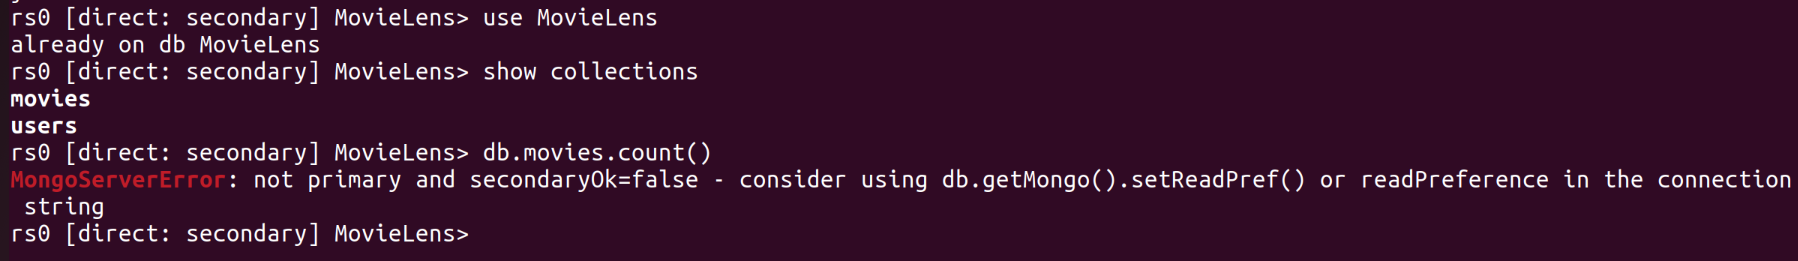 rs0 [direct: secondary] MovieLens> use MovieLens
already on db MovieLens
rs0 [direct: secondary] MovieLens> show collections
movies
users
rs0 [direct: secondary] MovieLens> db.movies.count()
MongoServerError: not primary and secondaryOk=false - consider using db.getMongo().setReadPref() or readPreference in the connection
string
rs0 [direct: secondary] MovieLens>